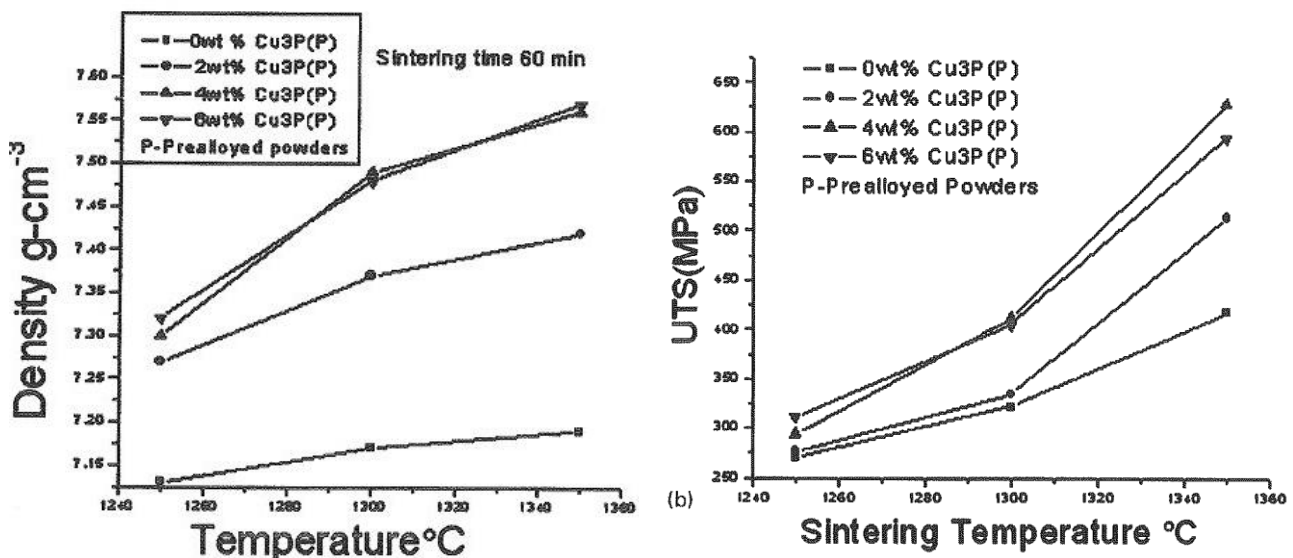 0wt % Cu3P(P)
2wt% Cu3P(P)
4wt% Cu3P(P)
6wt% Cu3P(P)
P-Prealloyed powders
Sintering time 60 min
7.60
7.55
7.50
7.45
7.40
7.35
7.30
7.25
7.20
7.15
Density g-cm-3
1240
1260
1280
1300
1320
1340
1360
Temperature°C
0wt% Cu3P(P)
2wt% Cu3P(P)
4wt% Cu3P(P)
6wt% Cu3P(P)
P-Prealloyed Powders
650
625
575
550
500
450
400
350
300
250
UTS(MPa)
(b)
1240
1260
1280
1300
1320
1340
1360
Sintering Temperature °C